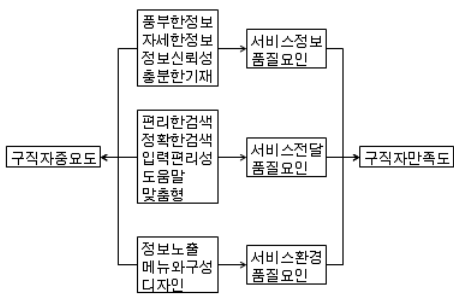 풍부한정보
자세한정보
정보신뢰성
충분한기재
서비스정보
품질요인
구직자중요도
편리한검색
정확한검색
입력편리성
도움말
맞춤형
서비스전달
품질요인
구직자만족도
정보노출
메뉴와구성
디자인
서비스환경
품질요인